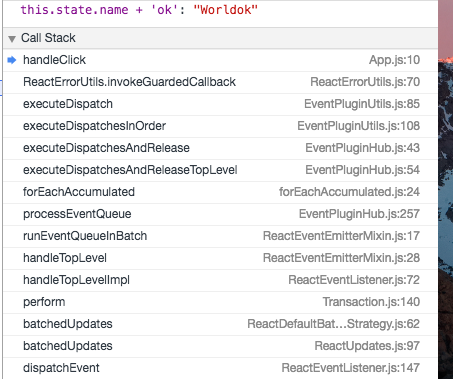 this.state.name + 'ok': "Worldok"
Call Stack
handleClick App.js:10
ReactErrorUtils.invokeGuardedCallback ReactErrorUtils.js:70
executeDispatch EventPluginUtils.js:85
executeDispatchesInOrder EventPluginUtils.js:108
executeDispatchesAndRelease EventPluginHub.js:43
executeDispatchesAndReleaseTopLevel EventPluginHub.js:54
forEachAccumulated forEachAccumulated.js:24
processEventQueue EventPluginHub.js:257
runEventQueueInBatch ReactEventEmitterMixin.js:17
handleTopLevel ReactEventEmitterMixin.js:28
handleTopLevelImpl ReactEventListener.js:72
perform Transaction.js:140
batchedUpdates ReactDefaultBat…Strategy.js:62
batchedUpdates ReactUpdates.js:97
dispatchEvent ReactEventListener.js:147